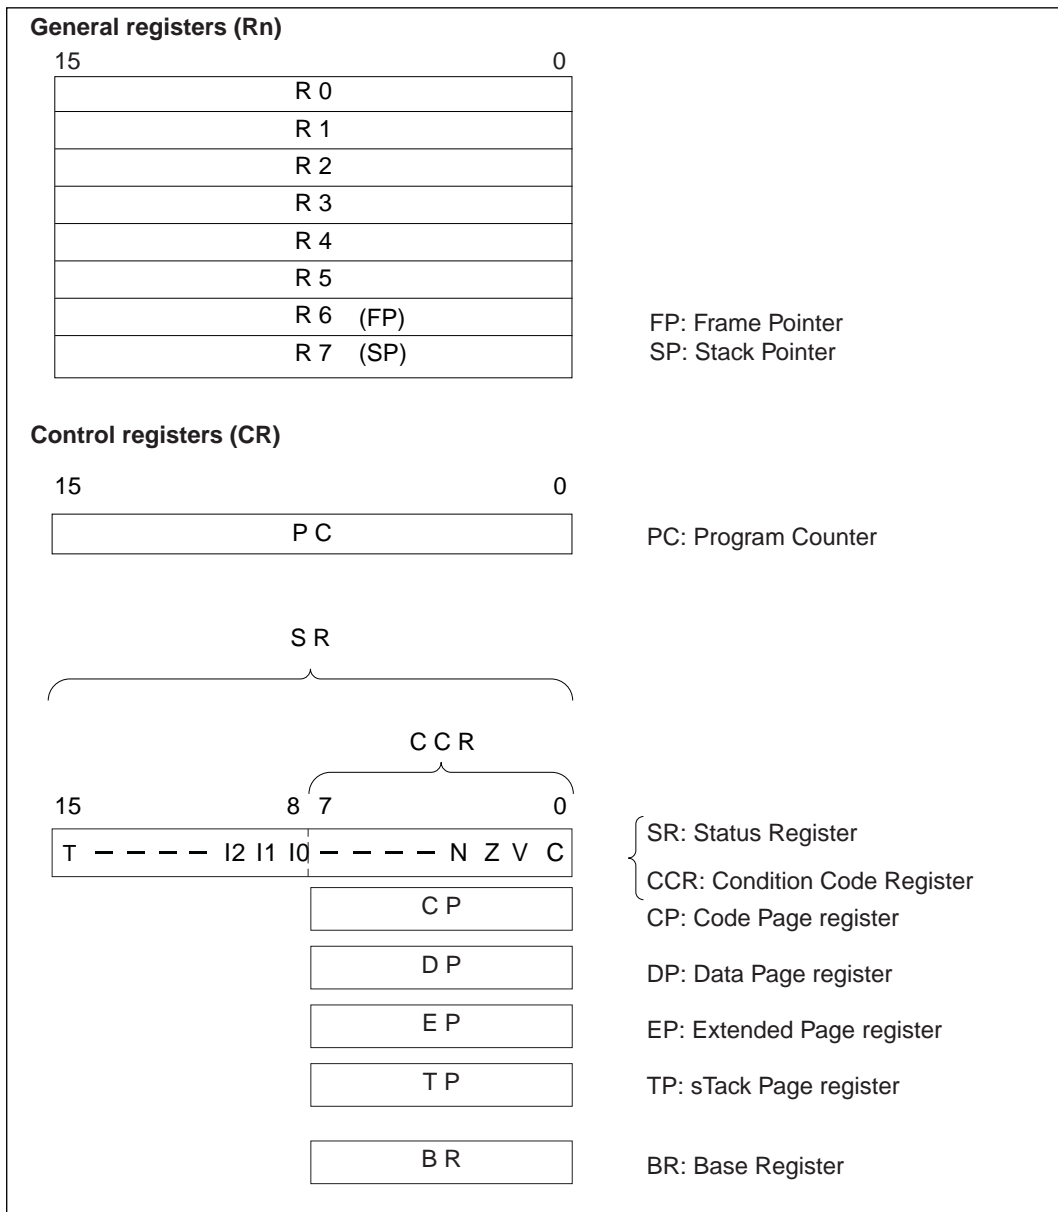 General registers (Rn)
15 0
R 0
R 1
R 2
R 3
R 4
R 5
R 6 (FP) FP: Frame Pointer
R 7 (SP) SP: Stack Pointer
Control registers (CR)
15 0
P C PC: Program Counter
S R
C C R
15 8 7 0
T – – – – I2 I1 I0 – – – – N Z V C
SR: Status Register
CCR: Condition Code Register
C P CP: Code Page register
D P DP: Data Page register
E P EP: Extended Page register
T P TP: sTack Page register
B R BR: Base Register